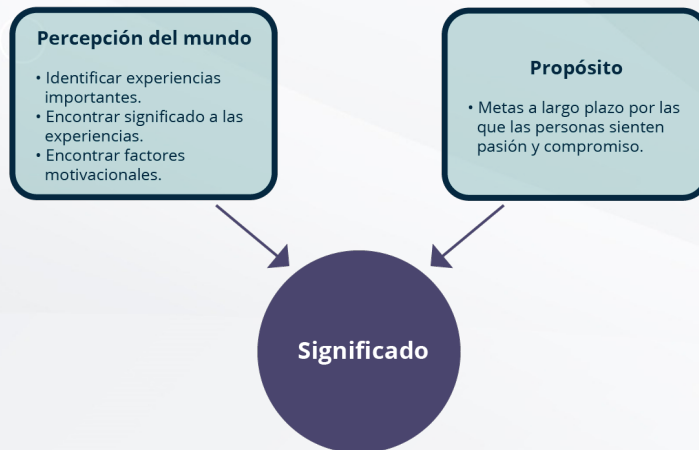 Percepción del mundo
• Identificar experiencias
importantes.
• Encontrar significado a las
experiencias.
• Encontrar factores
motivacionales.
Propósito
• Metas a largo plazo por las
que las personas sienten
pasión y compromiso.
Significado